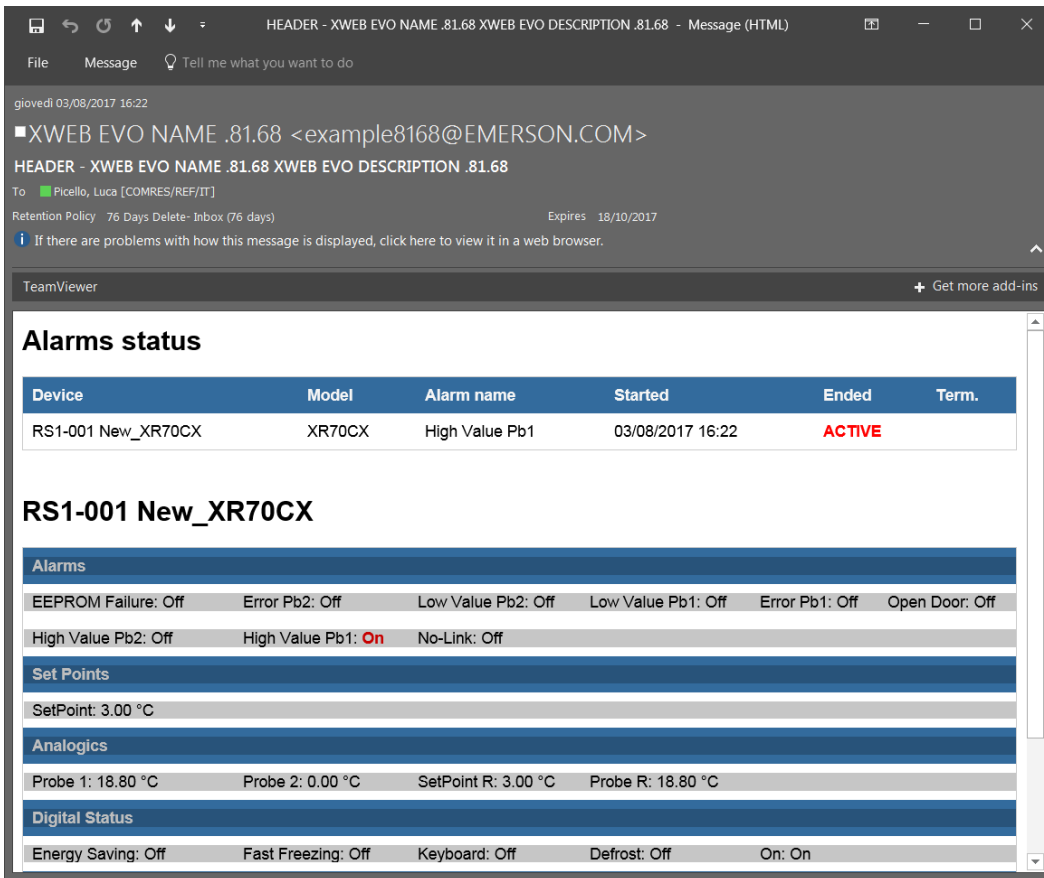 HEADER - XWEB EVO NAME .81.68 XWEB EVO DESCRIPTION .81.68 - Message (HTML)
File Message Tell me what you want to do
giovedì 03/08/2017 16:22
XWEB EVO NAME .81.68 <example8168@EMERSON.COM>
HEADER - XWEB EVO NAME .81.68 XWEB EVO DESCRIPTION .81.68
To Picello, Luca [COMRES/REF/IT]
Retention Policy 76 Days Delete- Inbox (76 days) Expires 18/10/2017
If there are problems with how this message is displayed, click here to view it in a web browser.
TeamViewer + Get more add-ins
Alarms status
Device Model Alarm name Started Ended Term.
RS1-001 New_XR70CX XR70CX High Value Pb1 03/08/2017 16:22 ACTIVE
RS1-001 New_XR70CX
Alarms
EEPROM Failure: Off Error Pb2: Off Low Value Pb2: Off Low Value Pb1: Off Error Pb1: Off Open Door: Off
High Value Pb2: Off High Value Pb1: On No-Link: Off
Set Points
SetPoint: 3.00 °C
Analogics
Probe 1: 18.80 °C Probe 2: 0.00 °C SetPoint R: 3.00 °C Probe R: 18.80 °C
Digital Status
Energy Saving: Off Fast Freezing: Off Keyboard: Off Defrost: Off On: On